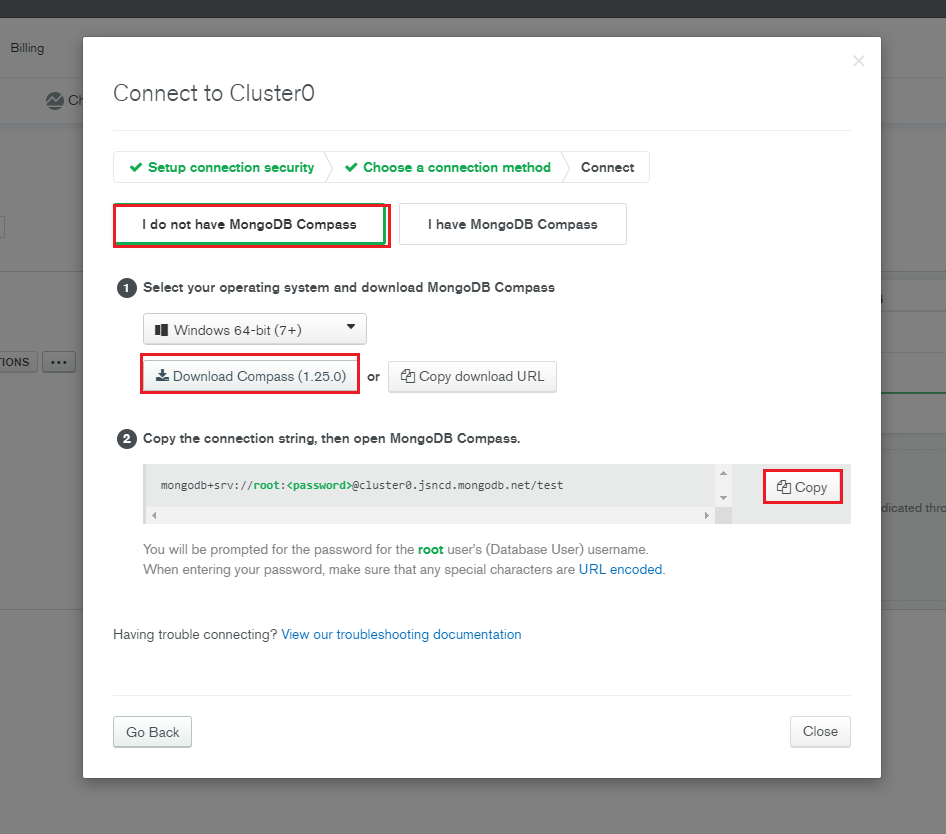 Billing
Connect to Cluster0
Setup connection security
Choose a connection method
Connect
I do not have MongoDB Compass
I have MongoDB Compass
1 Select your operating system and download MongoDB Compass
Windows 64-bit (7+)
Download Compass (1.25.0) or Copy download URL
2 Copy the connection string, then open MongoDB Compass.
mongodb+srv://root:<password>@cluster0.jsncd.mongodb.net/test
Copy
You will be prompted for the password for the root user's (Database User) username.
When entering your password, make sure that any special characters are URL encoded.
Having trouble connecting? View our troubleshooting documentation
Go Back
Close